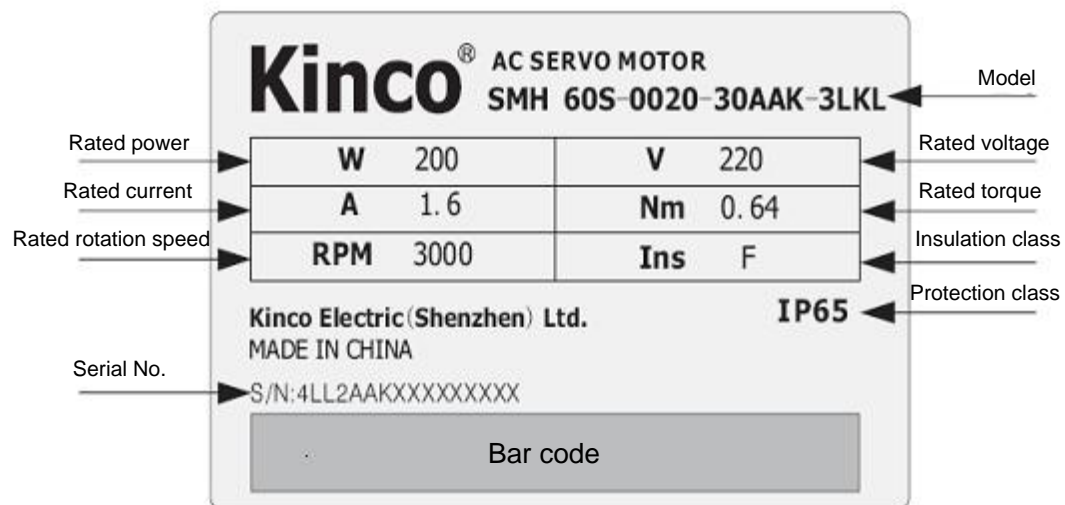 Kinco® AC SERVO MOTOR
SMH 60S-0020-30AAK-3LKL
Model
Rated power
W 200
V 220
Rated voltage
Rated current
A 1.6
Nm 0.64
Rated torque
Rated rotation speed
RPM 3000
Ins F
Insulation class
Kinco Electric(Shenzhen) Ltd.
IP65
Protection class
MADE IN CHINA
Serial No.
S/N:4LL2AAKXXXXXXXXX
Bar code